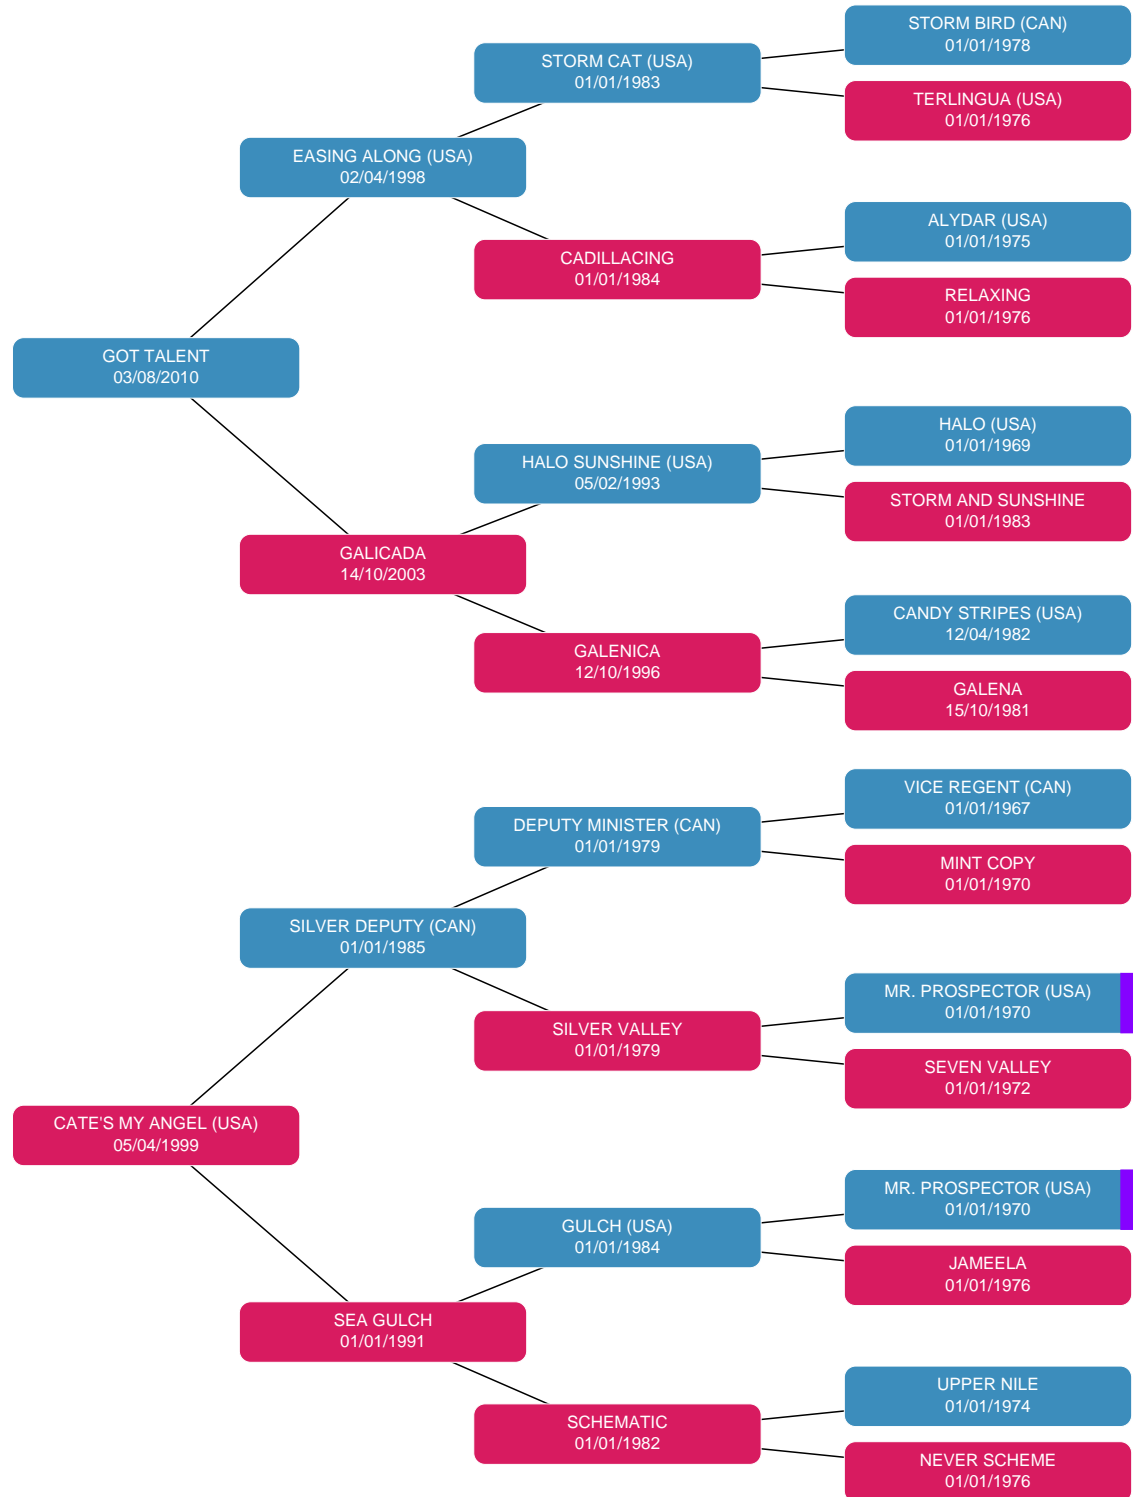 STORM BIRD (CAN)
01/01/1978
STORM CAT (USA)
01/01/1983
TERLINGUA (USA)
01/01/1976
EASING ALONG (USA)
02/04/1998
ALYDAR (USA)
01/01/1975
CADILLACING
01/01/1984
RELAXING
01/01/1976
GOT TALENT
03/08/2010
HALO (USA)
01/01/1969
HALO SUNSHINE (USA)
05/02/1993
STORM AND SUNSHINE
01/01/1983
GALICADA
14/10/2003
CANDY STRIPES (USA)
12/04/1982
GALENICA
12/10/1996
GALENA
15/10/1981
VICE REGENT (CAN)
01/01/1967
DEPUTY MINISTER (CAN)
01/01/1979
MINT COPY
01/01/1970
SILVER DEPUTY (CAN)
01/01/1985
MR. PROSPECTOR (USA)
01/01/1970
SILVER VALLEY
01/01/1979
SEVEN VALLEY
01/01/1972
CATE'S MY ANGEL (USA)
05/04/1999
MR. PROSPECTOR (USA)
01/01/1970
GULCH (USA)
01/01/1984
JAMEELA
01/01/1976
SEA GULCH
01/01/1991
UPPER NILE
01/01/1974
SCHEMATIC
01/01/1982
NEVER SCHEME
01/01/1976